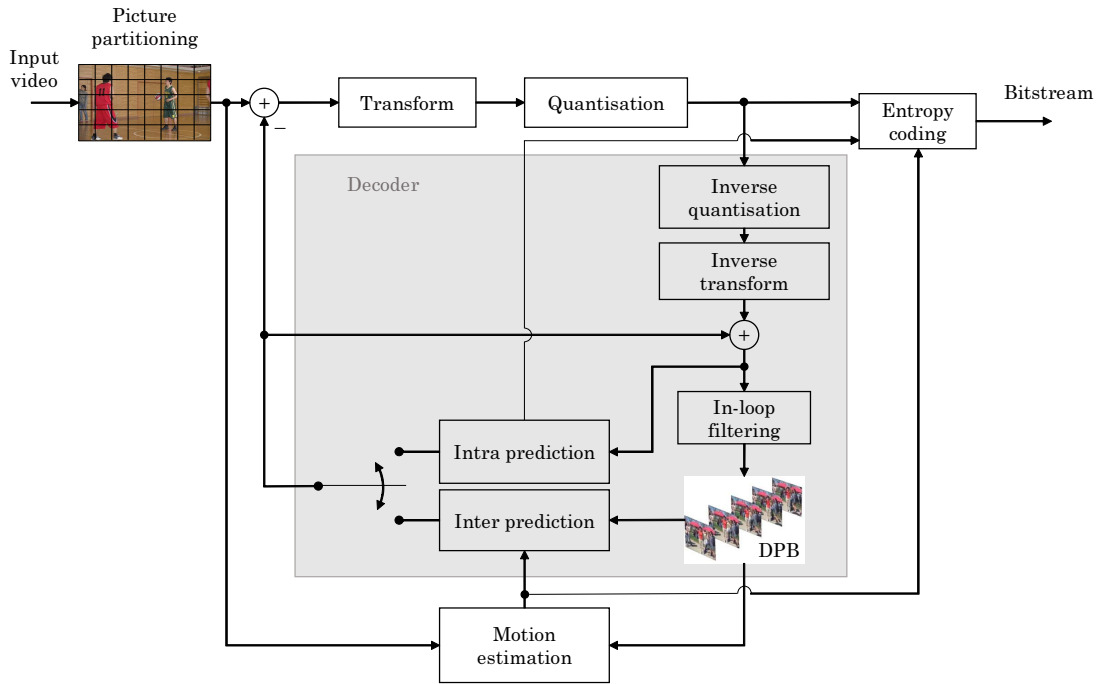 Picture
partitioning
Input
video
+
−
Transform
Quantisation
Entropy
coding
Bitstream
Decoder
Inverse
quantisation
Inverse
transform
+
In-loop
filtering
Intra prediction
Inter prediction
DPB
Motion
estimation